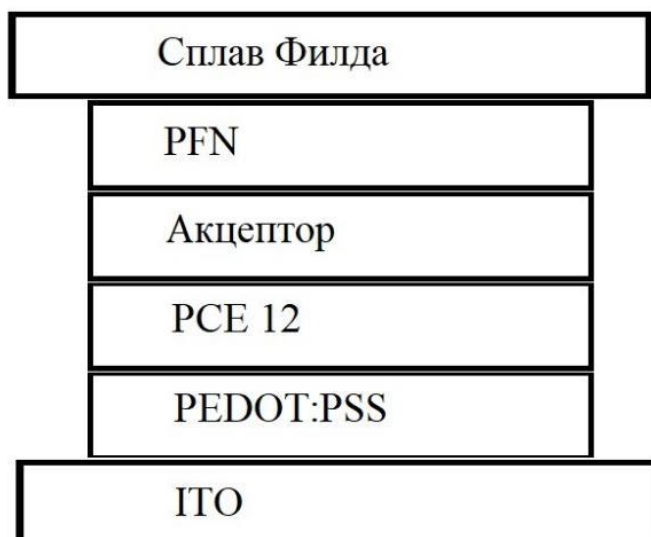 Сплав Филда
PFN
Акцептор
PCE 12
PEDOT:PSS
ITO